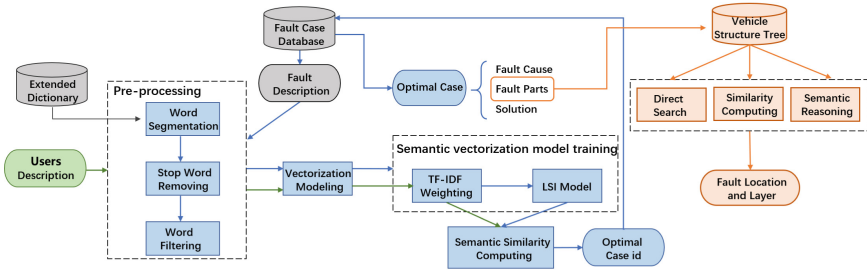 Fault Case
Database
Vehicle
Structure Tree
Extended
Dictionary
Pre-processing
Fault
Description
Optimal Case
Fault Cause
Fault Parts
Solution
Word
Segmentation
Direct
Search
Similarity
Computing
Semantic
Reasoning
Users
Description
Stop Word
Removing
Vectorization
Modeling
Semantic vectorization model training
TF-IDF
Weighting
LSI Model
Fault Location
and Layer
Word
Filtering
Semantic Similarity
Computing
Optimal
Case id